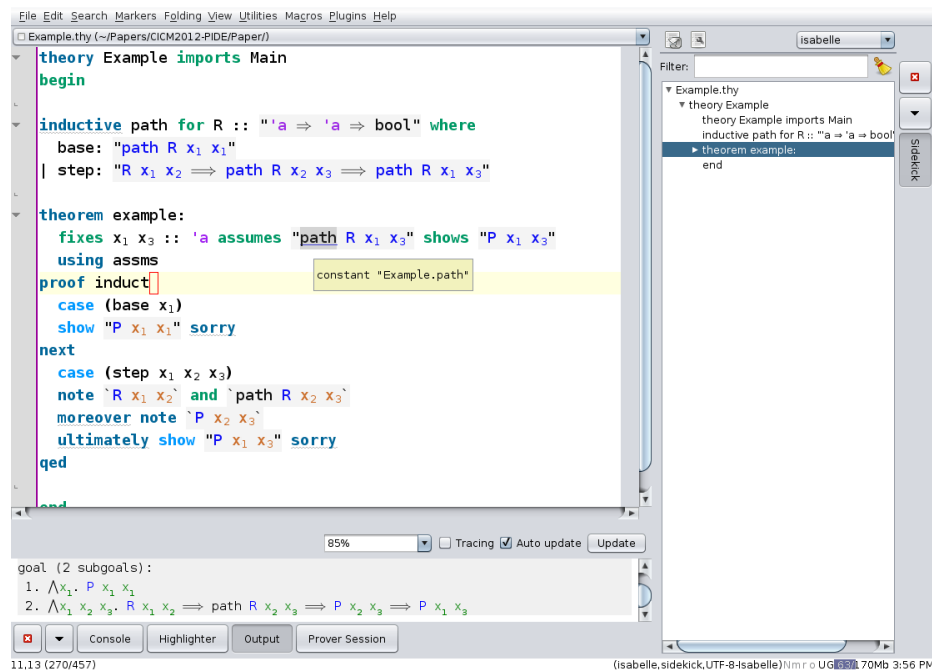 File Edit Search Markers Folding View Utilities Macros Plugins Help
Example.thy (~/Papers/CICM2012-PIDE/Paper/)
theory Example imports Main
begin
inductive path for R :: "'a ⇒ 'a ⇒ bool" where
base: "path R x₁ x₁"
| step: "R x₁ x₂ ⟹ path R x₂ x₃ ⟹ path R x₁ x₃"
theorem example:
fixes x₁ x₃ :: 'a assumes "path R x₁ x₃" shows "P x₁ x₃"
using assms
proof induct
constant "Example.path"
case (base x₁)
show "P x₁ x₁" sorry
next
case (step x₁ x₂ x₃)
note `R x₁ x₂` and `path R x₂ x₃`
moreover note `P x₂ x₃`
ultimately show "P x₁ x₃" sorry
qed
end
85% Tracing Auto update Update
goal (2 subgoals):
1. ⋀x₁. P x₁ x₁
2. ⋀x₁ x₂ x₃. R x₁ x₂ ⟹ path R x₂ x₃ ⟹ P x₂ x₃ ⟹ P x₁ x₃
Console Highlighter Output Prover Session
isabelle
Filter:
Example.thy
theory Example
theory Example imports Main
inductive path for R :: "'a ⇒ 'a ⇒ bool'
theorem example:
end
Sidekick
11,13 (270/457)
(isabelle,sidekick,UTF-8-Isabelle)Nmr o UG 63/170Mb 3:56 PM